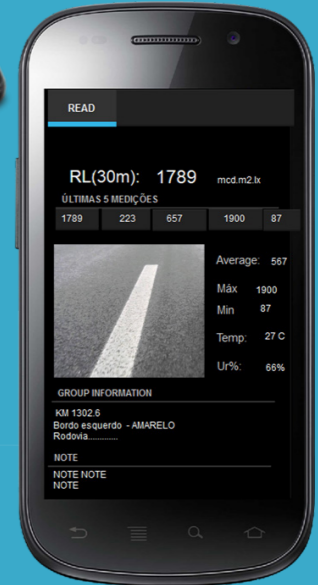 READ
RL(30m): 1789 mcd.m2.lx
ÚLTIMAS 5 MEDIÇÕES
1789 223 657 1900 87
Average: 567
Máx 1900
Min 87
Temp: 27 C
Ur%: 66%
GROUP INFORMATION
KM 1302.6
Bordo esquerdo - AMARELO
Rodovia.............
NOTE
NOTE NOTE
NOTE